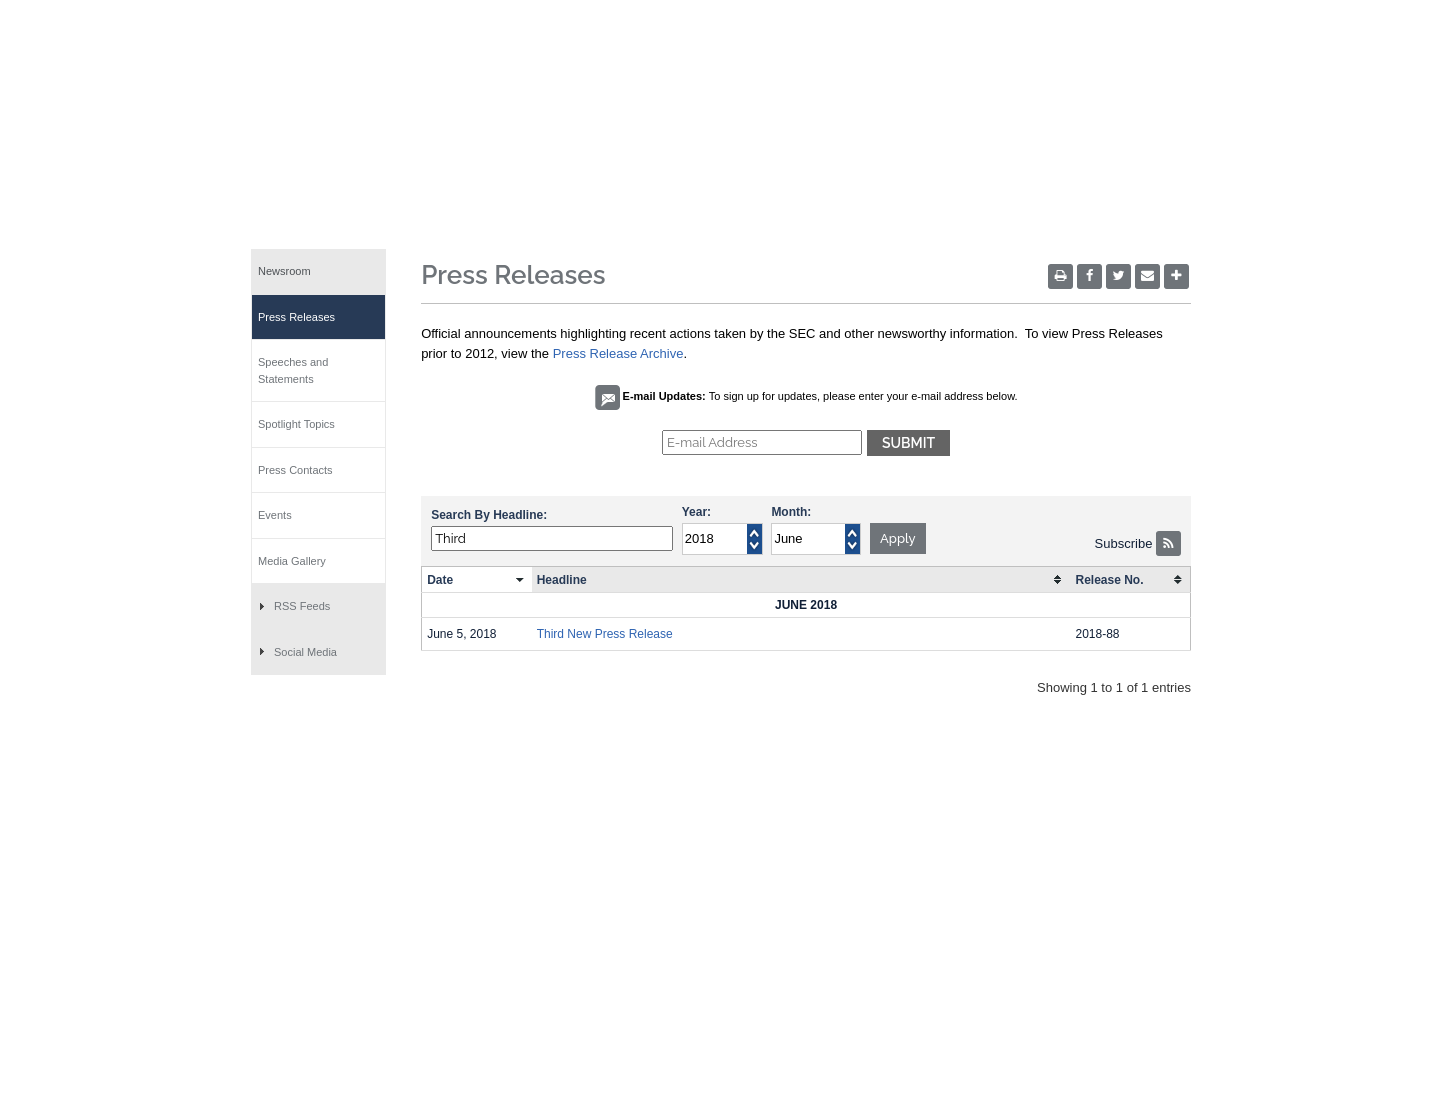 Newsroom
Press Releases
Speeches and
Statements
Spotlight Topics
Press Contacts
Events
Media Gallery
RSS Feeds
Social Media
Press Releases
Official announcements highlighting recent actions taken by the SEC and other newsworthy information.  To view Press Releases
prior to 2012, view the Press Release Archive.
E-mail Updates: To sign up for updates, please enter your e-mail address below.
E-mail Address SUBMIT
Search By Headline: Year: Month:
Third 2018 June Apply
Subscribe
Date Headline Release No.
JUNE 2018
June 5, 2018 Third New Press Release 2018-88
Showing 1 to 1 of 1 entries